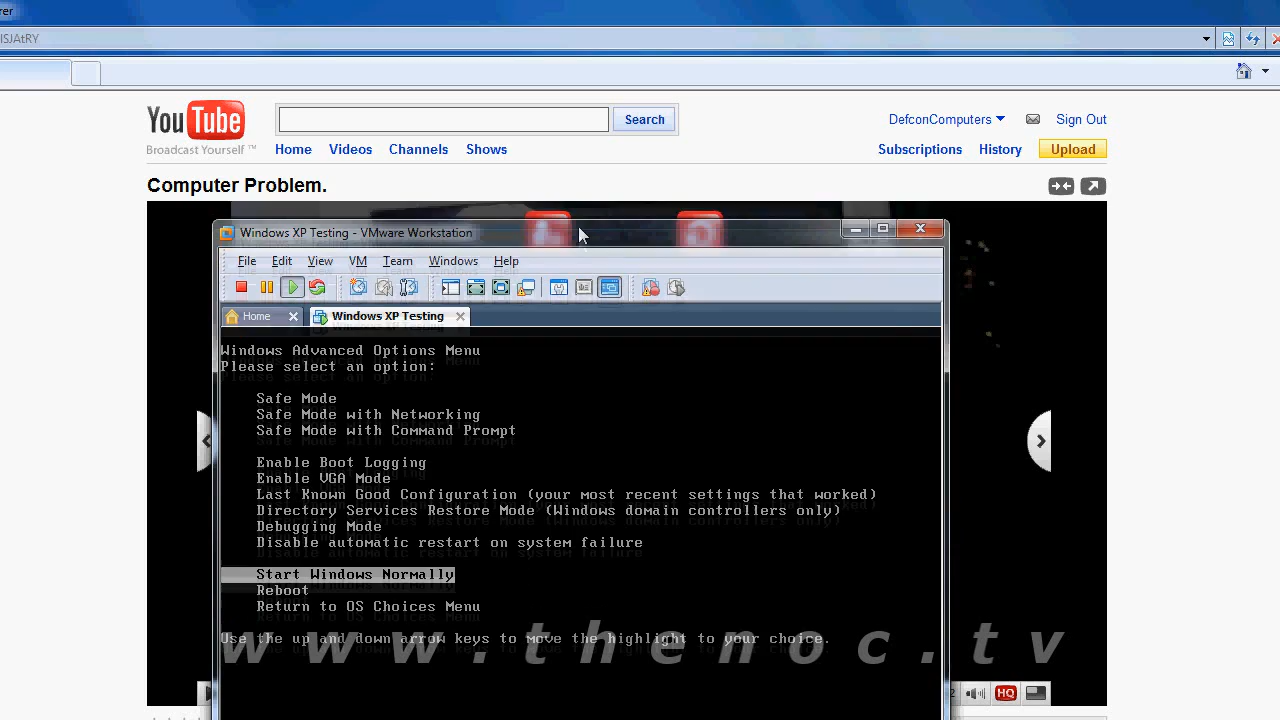 rer
ISJAtRY
YouTube
Search
DefconComputers
Sign Out
Broadcast Yourself ™
Home
Videos
Channels
Shows
Subscriptions
History
Upload
Computer Problem.
Windows XP Testing - VMware Workstation
File Edit View VM Team Windows Help
Home
Windows XP Testing
Windows Advanced Options Menu
Please select an option:
Safe Mode
Safe Mode with Networking
Safe Mode with Command Prompt
Enable Boot Logging
Enable VGA Mode
Last Known Good Configuration (your most recent settings that worked)
Directory Services Restore Mode (Windows domain controllers only)
Debugging Mode
Disable automatic restart on system failure
Start Windows Normally
Reboot
Return to OS Choices Menu
Use the up and down arrow keys to move the highlight to your choice.
www.thenoc.tv
2
HQ